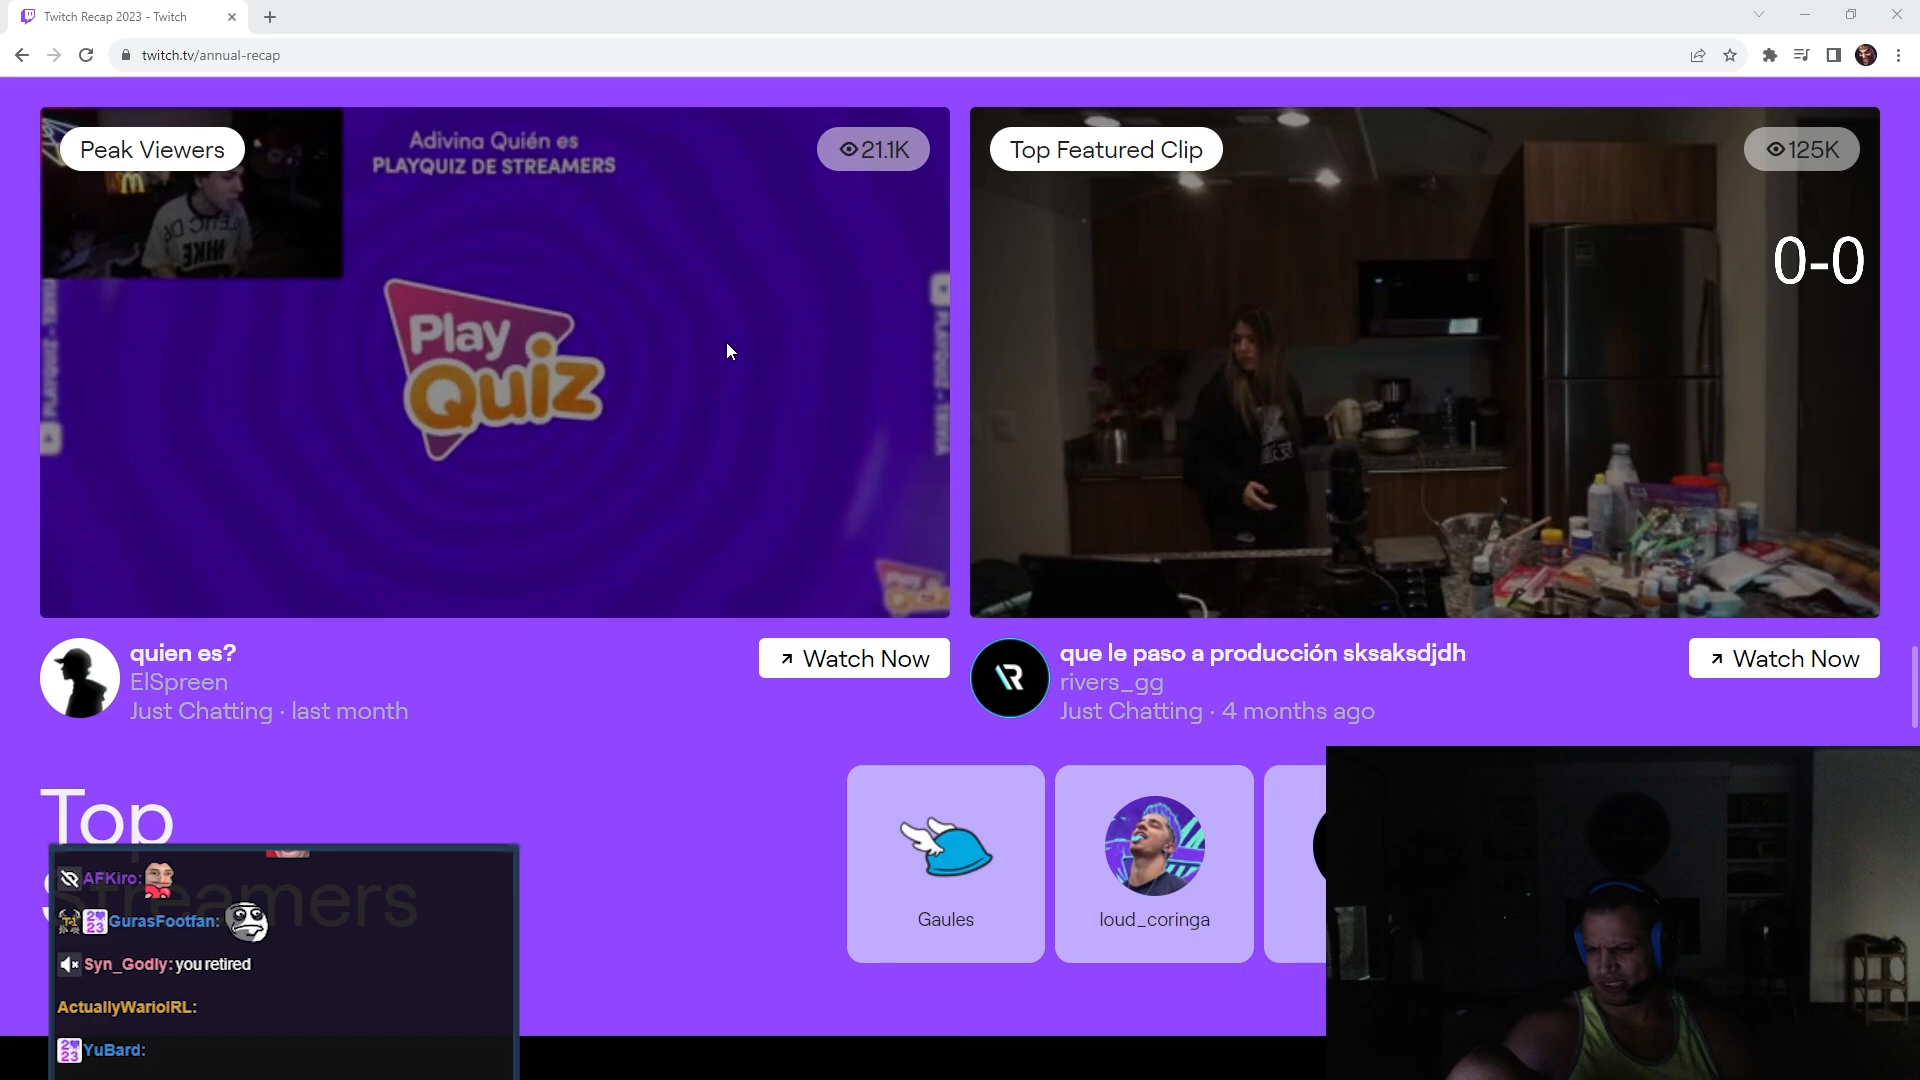 Twitch Recap 2023 - Twitch
twitch.tv/annual-recap
Peak Viewers
Adivina Quién es
PLAYQUIZ DE STREAMERS
21.1K
Play
Quiz
Top Featured Clip
125K
0-0
quien es?
ElSpreen
Just Chatting · last month
Watch Now
que le paso a producción sksaksdjdh
rivers_gg
Just Chatting · 4 months ago
Watch Now
Top
Streamers
Gaules
loud_coringa
AFKiro:
GurasFootfan:
Syn_Godly: you retired
ActuallyWarioIRL:
YuBard: